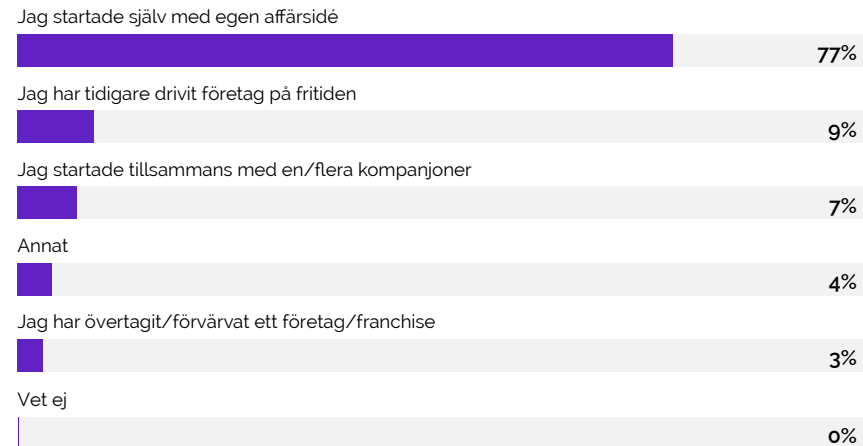 Jag startade själv med egen affärsidé
77%
Jag har tidigare drivit företag på fritiden
9%
Jag startade tillsammans med en/flera kompanjoner
7%
Annat
4%
Jag har övertagit/förvärvat ett företag/franchise
3%
Vet ej
0%